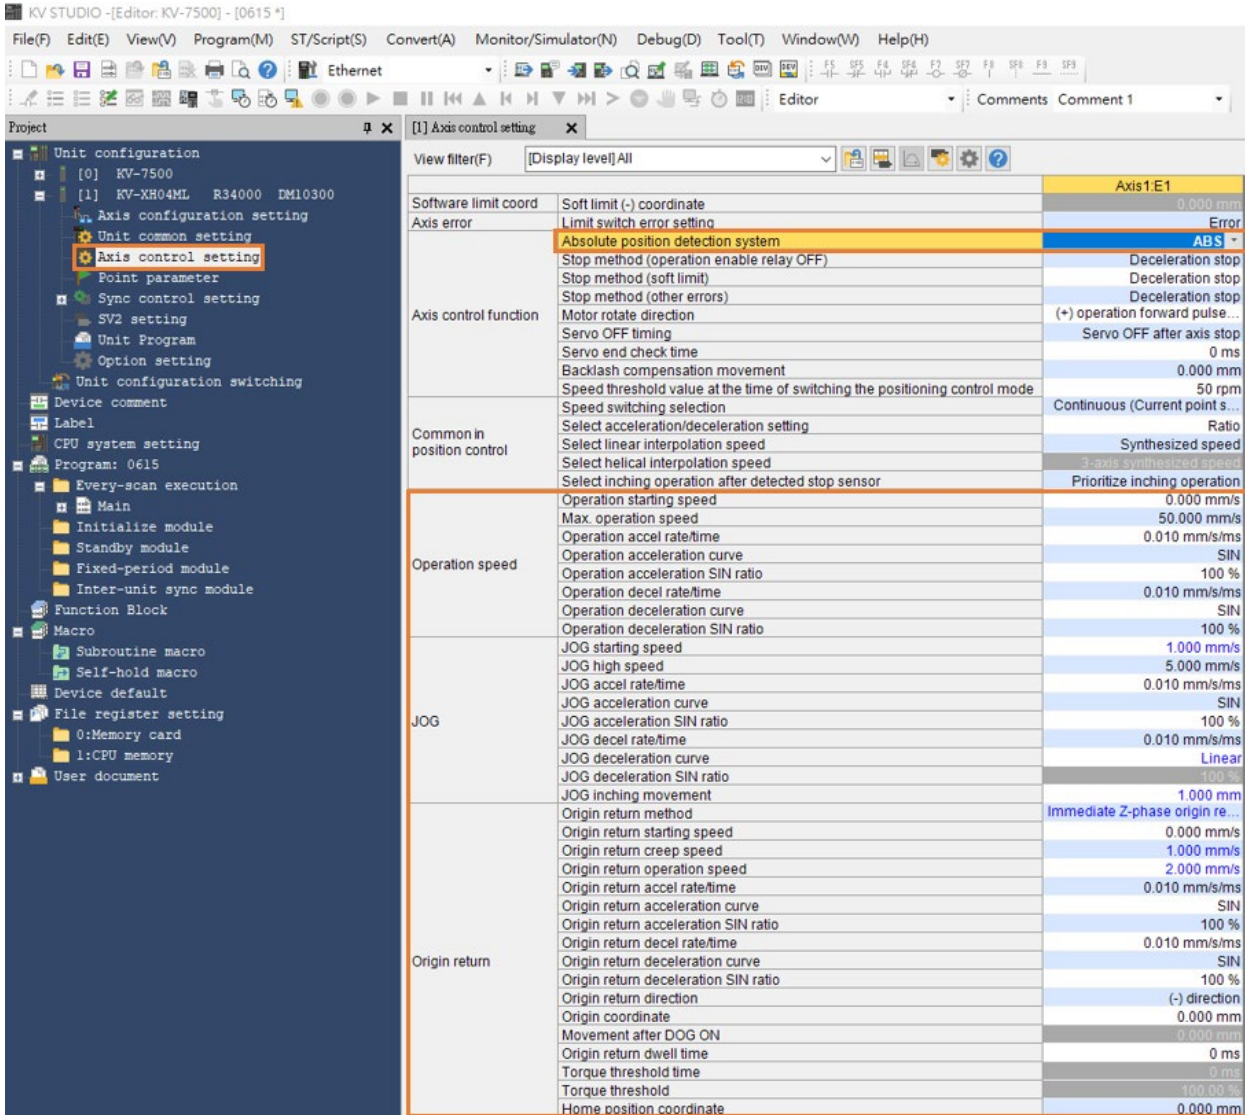 KV STUDIO -[Editor: KV-7500] - [0615 *]
File(F) Edit(E) View(V) Program(M) ST/Script(S) Convert(A) Monitor/Simulator(N) Debug(D) Tool(T) Window(W) Help(H)
Ethernet
Editor Comments Comment 1
Project
[1] Axis control setting
Unit configuration
[0] KV-7500
[1] KV-XH04ML R34000 DM10300
Axis configuration setting
Unit common setting
Axis control setting
Point parameter
Sync control setting
SV2 setting
Unit Program
Option setting
Unit configuration switching
Device comment
Label
CPU system setting
Program: 0615
Every-scan execution
Main
Initialize module
Standby module
Fixed-period module
Inter-unit sync module
Function Block
Macro
Subroutine macro
Self-hold macro
Device default
File register setting
0:Memory card
1:CPU memory
User document
View filter(F) [Display level] All
Axis1:E1
Software limit coord Soft limit (-) coordinate 0.000 mm
Axis error Limit switch error setting Error
Absolute position detection system ABS
Stop method (operation enable relay OFF) Deceleration stop
Stop method (soft limit) Deceleration stop
Stop method (other errors) Deceleration stop
Axis control function Motor rotate direction (+) operation forward pulse...
Servo OFF timing Servo OFF after axis stop
Servo end check time 0 ms
Backlash compensation movement 0.000 mm
Speed threshold value at the time of switching the positioning control mode 50 rpm
Speed switching selection Continuous (Current point s...
Common in position control
Select acceleration/deceleration setting Ratio
Select linear interpolation speed Synthesized speed
Select helical interpolation speed 3-axis synthesized speed
Select inching operation after detected stop sensor Prioritize inching operation
Operation starting speed 0.000 mm/s
Max. operation speed 50.000 mm/s
Operation accel rate/time 0.010 mm/s/ms
Operation acceleration curve SIN
Operation speed Operation acceleration SIN ratio 100 %
Operation decel rate/time 0.010 mm/s/ms
Operation deceleration curve SIN
Operation deceleration SIN ratio 100 %
JOG starting speed 1.000 mm/s
JOG high speed 5.000 mm/s
JOG accel rate/time 0.010 mm/s/ms
JOG acceleration curve SIN
JOG JOG acceleration SIN ratio 100 %
JOG decel rate/time 0.010 mm/s/ms
JOG deceleration curve Linear
JOG deceleration SIN ratio 100 %
JOG inching movement 1.000 mm
Origin return method Immediate Z-phase origin re...
Origin return starting speed 0.000 mm/s
Origin return creep speed 1.000 mm/s
Origin return operation speed 2.000 mm/s
Origin return accel rate/time 0.010 mm/s/ms
Origin return acceleration curve SIN
Origin return acceleration SIN ratio 100 %
Origin return decel rate/time 0.010 mm/s/ms
Origin return Origin return deceleration curve SIN
Origin return deceleration SIN ratio 100 %
Origin return direction (-) direction
Origin coordinate 0.000 mm
Movement after DOG ON 0.000 mm
Origin return dwell time 0 ms
Torque threshold time 0 ms
Torque threshold 100.00 %
Home position coordinate 0.000 mm